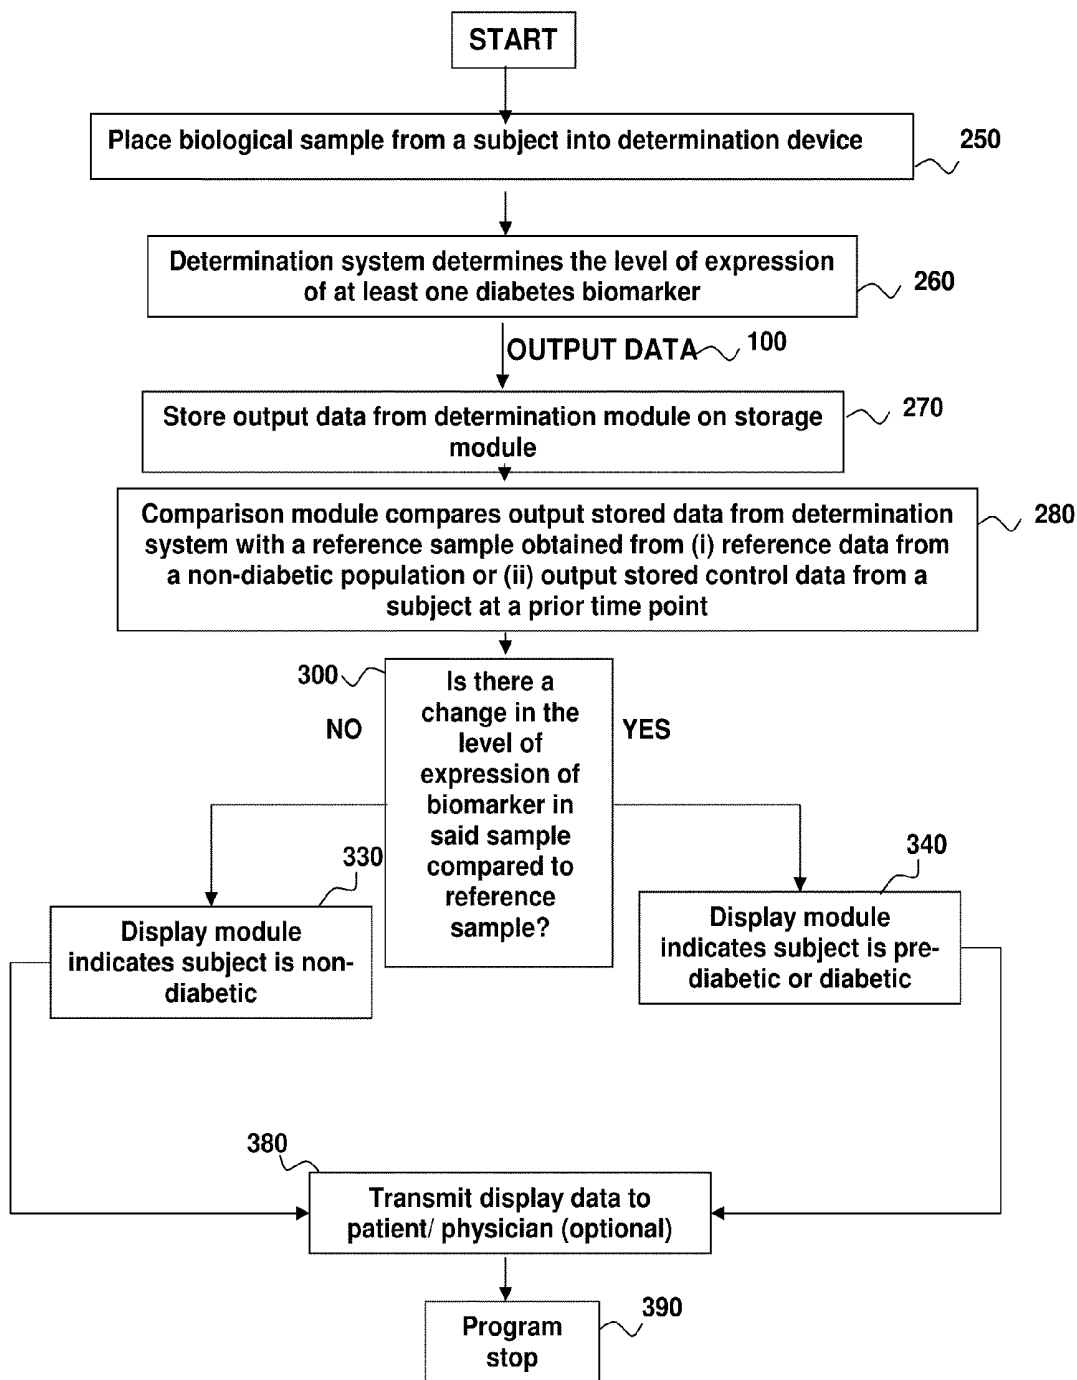 START
Place biological sample from a subject into determination device
250
Determination system determines the level of expression
of at least one diabetes biomarker
260
OUTPUT DATA
100
Store output data from determination module on storage
module
270
Comparison module compares output stored data from determination
system with a reference sample obtained from (i) reference data from
a non-diabetic population or (ii) output stored control data from a
subject at a prior time point
280
300
NO
Is there a
change in the
level of
expression of
biomarker in
said sample
compared to
reference
sample?
YES
330
Display module
indicates subject is non-
diabetic
340
Display module
indicates subject is pre-
diabetic or diabetic
380
Transmit display data to
patient/ physician (optional)
390
Program
stop